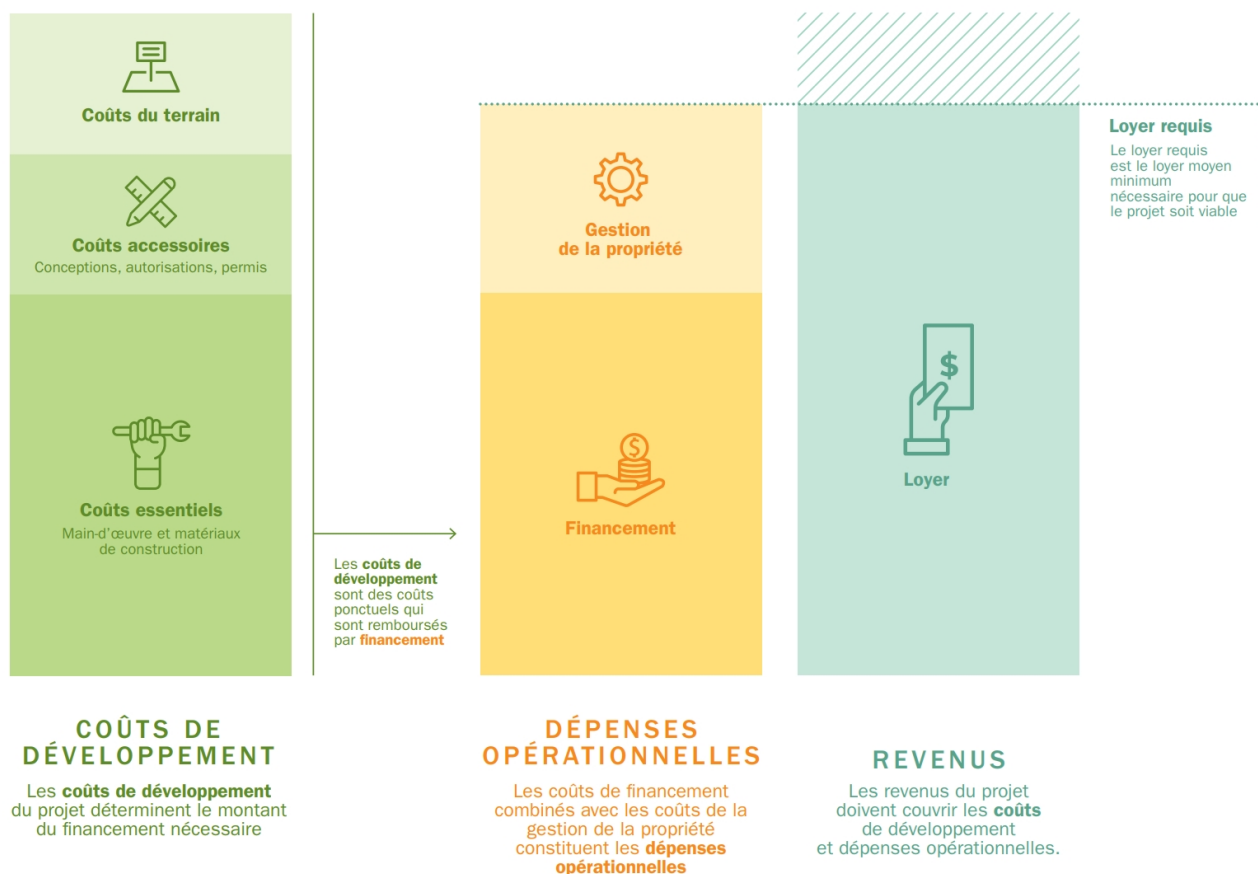 Coûts du terrain
Coûts accessoires
Conceptions, autorisations, permis
Coûts essentiels
Main-d'œuvre et matériaux
de construction
Les coûts de
développement
sont des coûts
ponctuels qui
sont remboursés
par financement
Gestion
de la propriété
$
Financement
$
Loyer
Loyer requis
Le loyer requis
est le loyer moyen
minimum
nécessaire pour que
le projet soit viable
COÛTS DE
DÉVELOPPEMENT
Les coûts de développement
du projet déterminent le montant
du financement nécessaire
DÉPENSES
OPÉRATIONNELLES
Les coûts de financement
combinés avec les coûts de la
gestion de la propriété
constituent les dépenses
opérationnelles
REVENUS
Les revenus du projet
doivent couvrir les coûts
de développement
et dépenses opérationnelles.